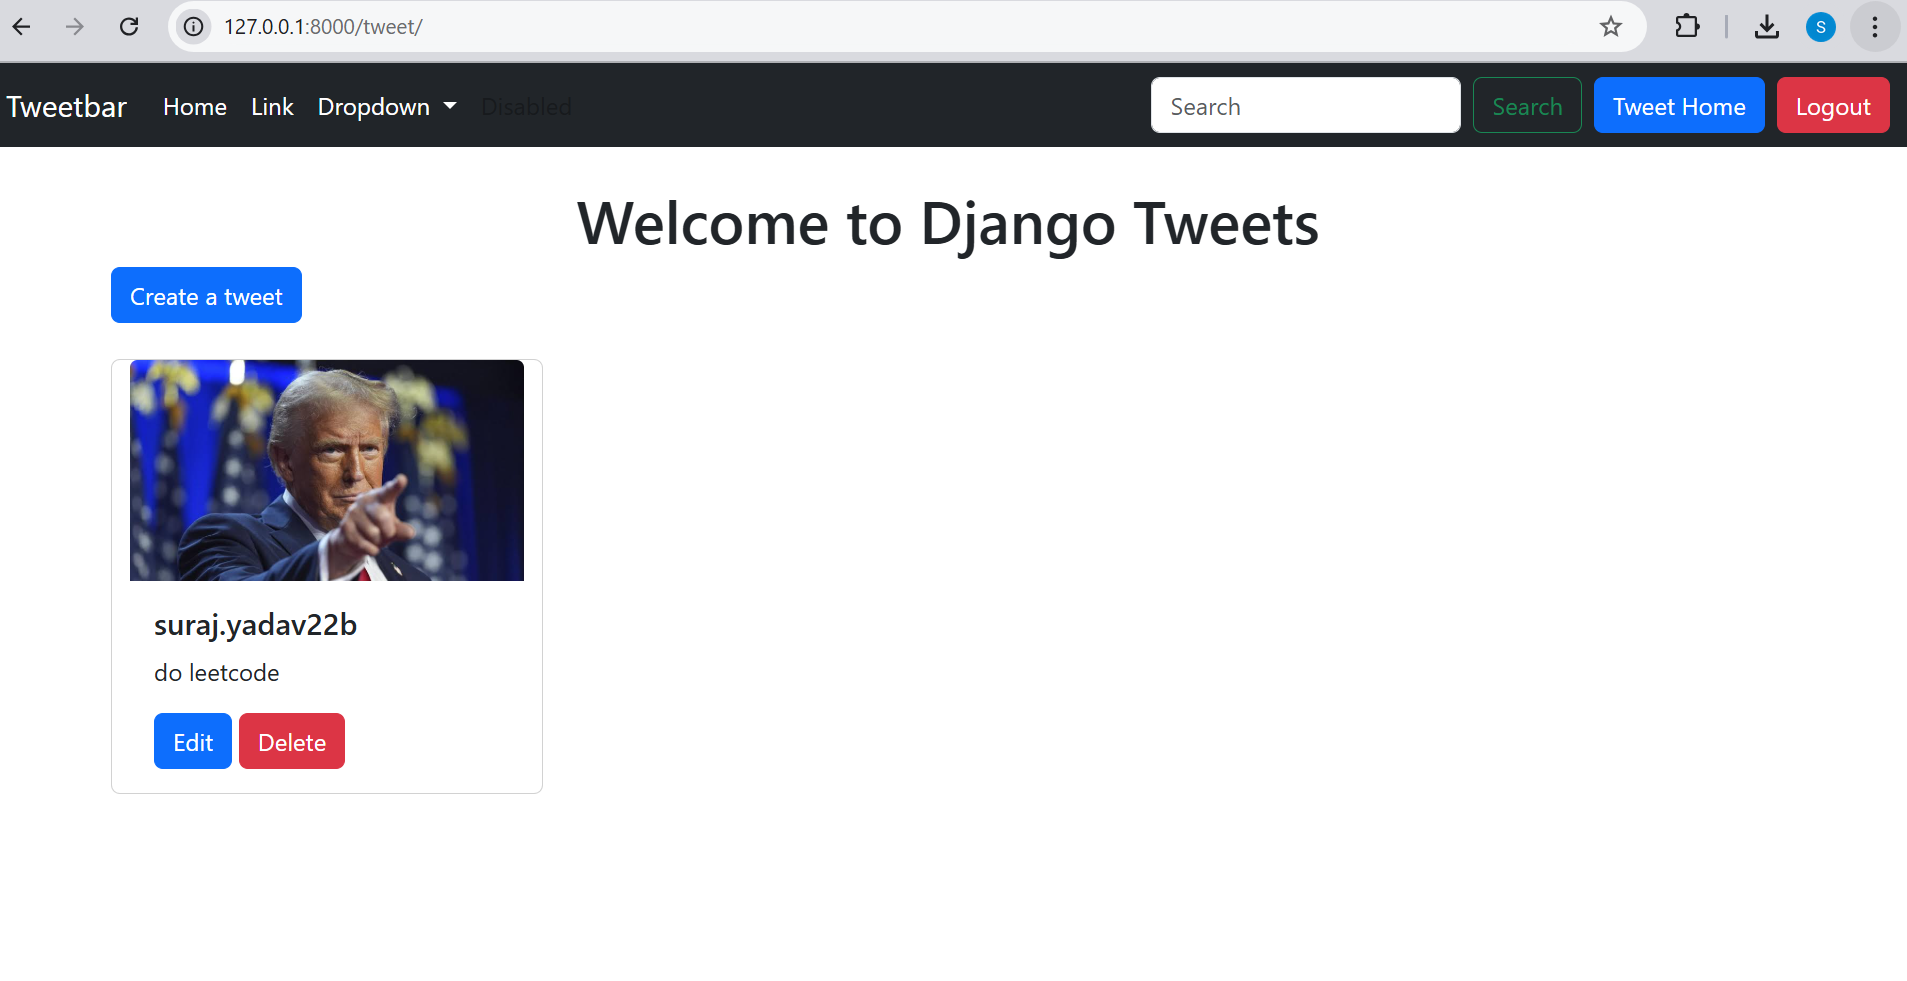 127.0.0.1:8000/tweet/
S
Tweetbar Home Link Dropdown Disabled Search Search Tweet Home Logout
Welcome to Django Tweets
Create a tweet
suraj.yadav22b
do leetcode
Edit Delete